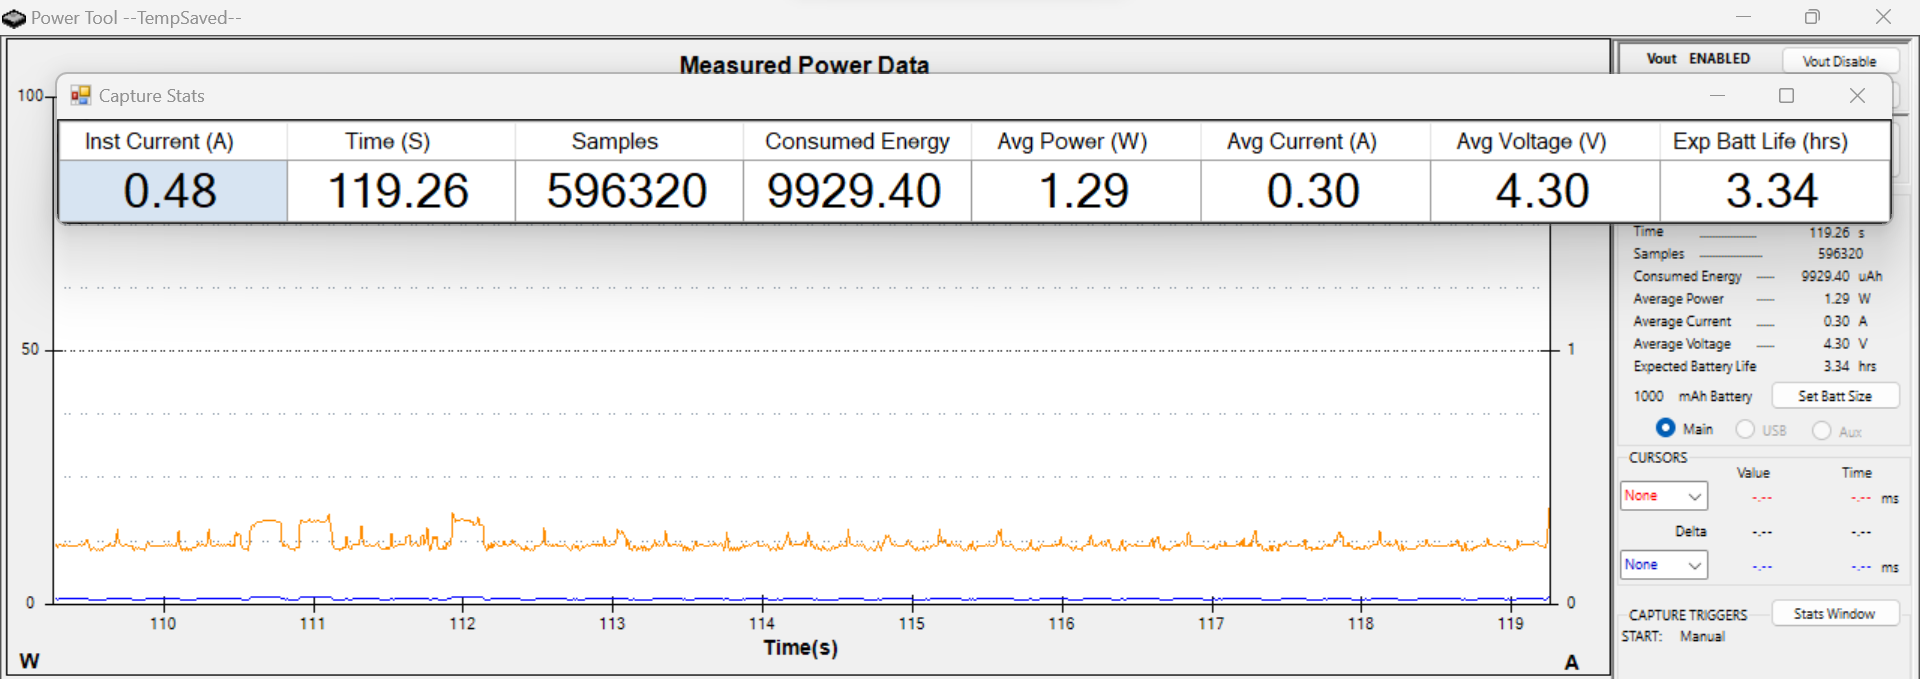 Power Tool --TempSaved--
Measured Power Data
Vout ENABLED
Vout Disable
100
Capture Stats
Inst Current (A) Time (S) Samples Consumed Energy Avg Power (W) Avg Current (A) Avg Voltage (V) Exp Batt Life (hrs)
0.48 119.26 596320 9929.40 1.29 0.30 4.30 3.34
Time 119.26 s
Samples 596320
Consumed Energy 9929.40 uAh
Average Power 1.29 W
Average Current 0.30 A
Average Voltage 4.30 V
Expected Battery Life 3.34 hrs
1000 mAh Battery Set Batt Size
Main USB Aux
50 1
CURSORS
Value Time
None -.-- -.-- ms
Delta -.-- -.--
None -.-- -.-- ms
0 0
110 111 112 113 114 115 116 117 118 119
Time(s)
W A
CAPTURE TRIGGERS Stats Window
START: Manual